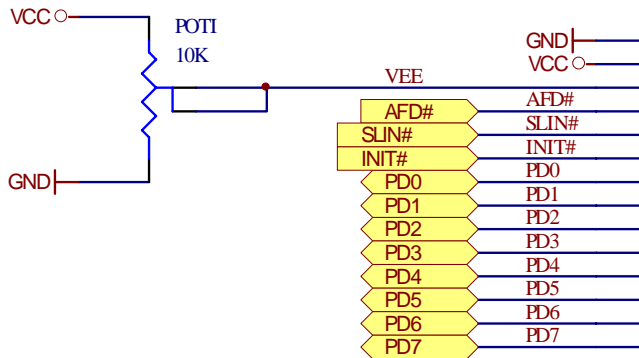 VCC
POTI
10K
GND
VCC
VEE
AFD# AFD#
SLIN# SLIN#
INIT# INIT#
GND PD0 PD0
PD1 PD1
PD2 PD2
PD3 PD3
PD4 PD4
PD5 PD5
PD6 PD6
PD7 PD7